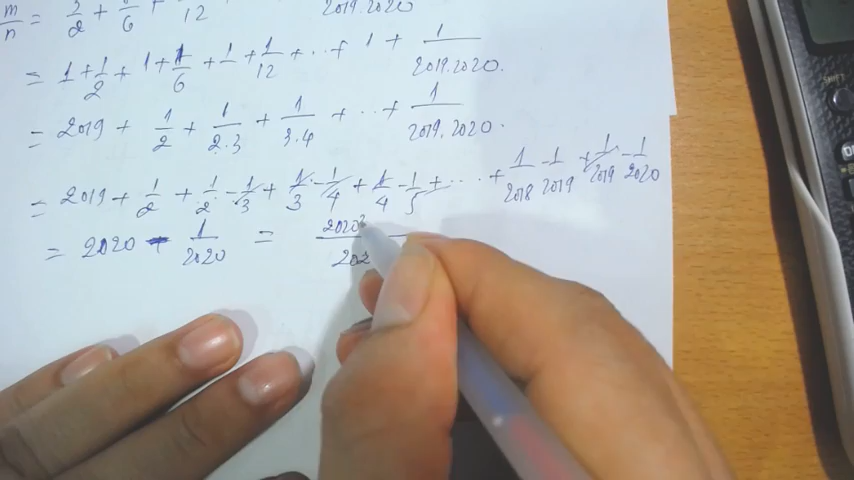 m/n = 3/2 + 7/6 + 12 2019.2020
= 1 + 1/2 + 1 + 1/6 + 1 + 1/12 + ... + 1 + 1/2019.2020.
= 2019 + 1/2 + 1/2.3 + 1/3.4 + ... + 1/2019.2020.
= 2019 + 1/2 + 1/2 - 1/3 + 1/3 - 1/4 + 1/4 - 1/5 + ... + 1/2018 - 1/2019 + 1/2019 - 1/2020
= 2020 - 1/2020 = 2020²/202
SHIFT